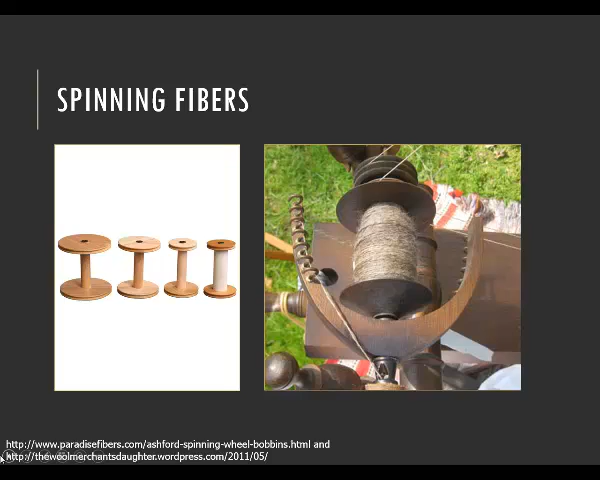 SPINNING FIBERS
http://www.paradisefibers.com/ashford-spinning-wheel-bobbins.html and
http://thewoolmerchantsdaughter.wordpress.com/2011/05/